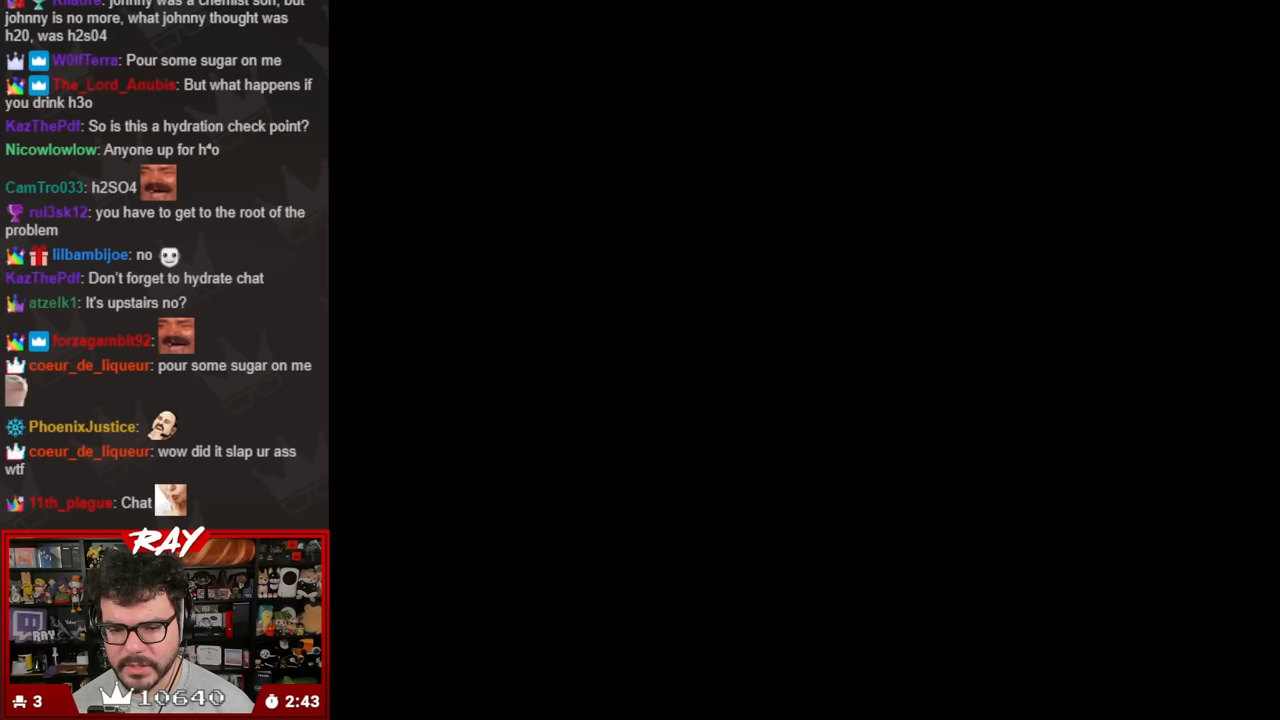 Kilaure: johnny was a chemist son, but
johnny is no more, what johnny thought was
h20, was h2s04
W0lfTerra: Pour some sugar on me
The_Lord_Anubis: But what happens if
you drink h3o
KazThePdf: So is this a hydration check point?
Nicowlowlow: Anyone up for h⁴o
CamTro033: h2SO4
rul3sk12: you have to get to the root of the
problem
lilbambijoe: no
KazThePdf: Don't forget to hydrate chat
atzelk1: It's upstairs no?
forzagambit92:
coeur_de_liqueur: pour some sugar on me
PhoenixJustice:
coeur_de_liqueur: wow did it slap ur ass
wtf
11th_plague: Chat
RAY
RAY
3
10640
2:43